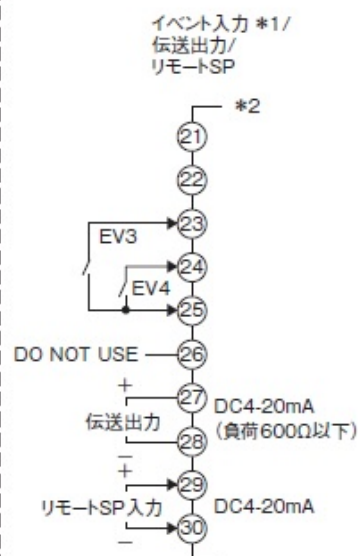 イベント入力 *1/
伝送出力/
リモートSP
*2
21
22
23
EV3
24
EV4
25
DO NOT USE
26
+
27
DC4-20mA
伝送出力
(負荷600Ω以下)
28
−
+
29
リモートSP入力
DC4-20mA
30
−